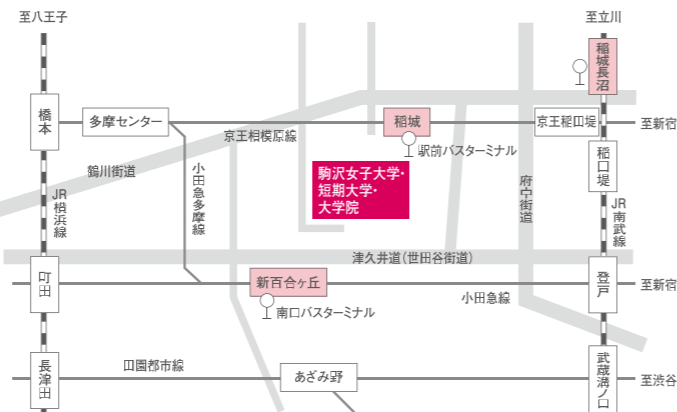 至八王子
至立川
稲城長沼
橋本
多摩センター
稲城
京王稲田堤
至新宿
京王相模原線
駅前バスターミナル
稲田堤
鶴川街道
小田急多摩線
駒沢女子大学・
短期大学・
大学院
府中街道
JR横浜線
JR南武線
津久井道(世田谷街道)
町田
新百合ヶ丘
登戸
至新宿
小田急線
南口バスターミナル
長津田
田園都市線
あざみ野
武蔵溝ノ口
至渋谷